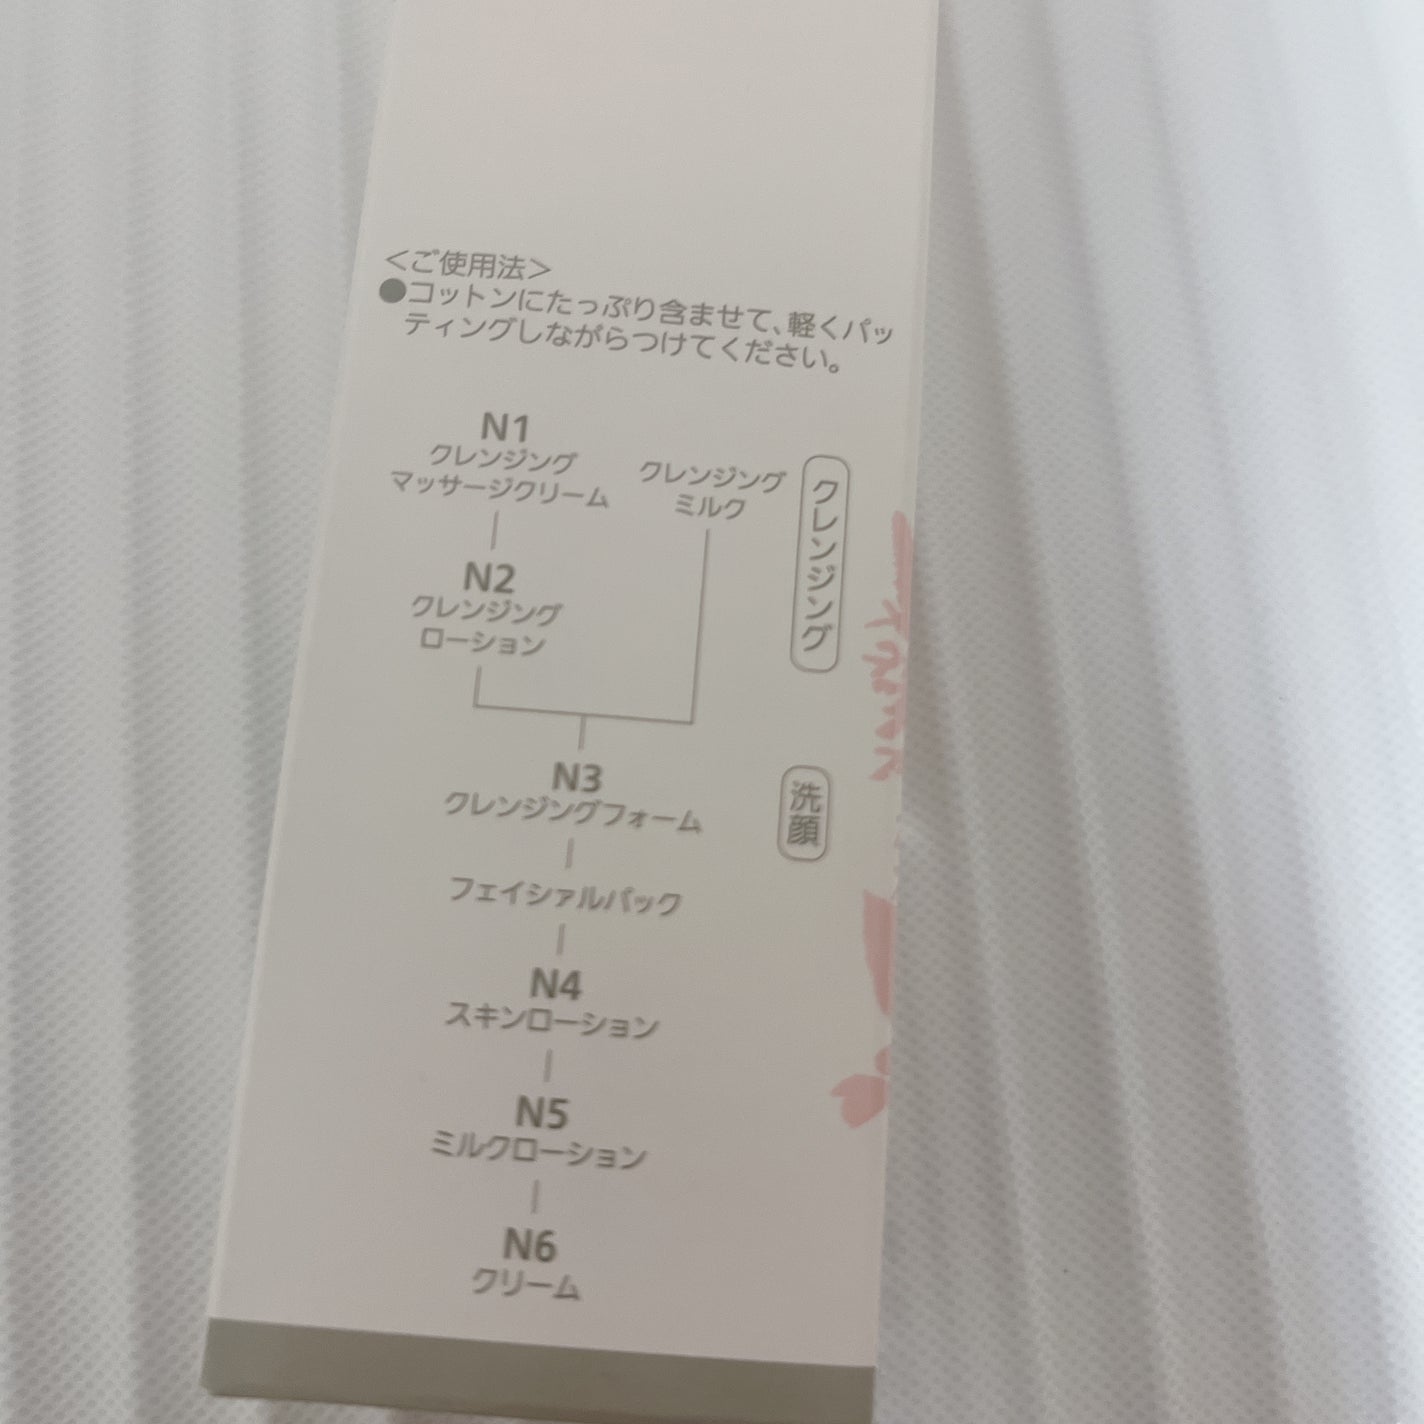 <ご使用法>
●コットンにたっぷり含ませて、軽くパッ
ティングしながらつけてください。
N1
クレンジング
マッサージクリーム
クレンジング
ミルク
クレンジング
N2
クレンジング
ローション
N3
クレンジングフォーム
洗顔
フェイシァルパック
N4
スキンローション
N5
ミルクローション
N6
クリーム